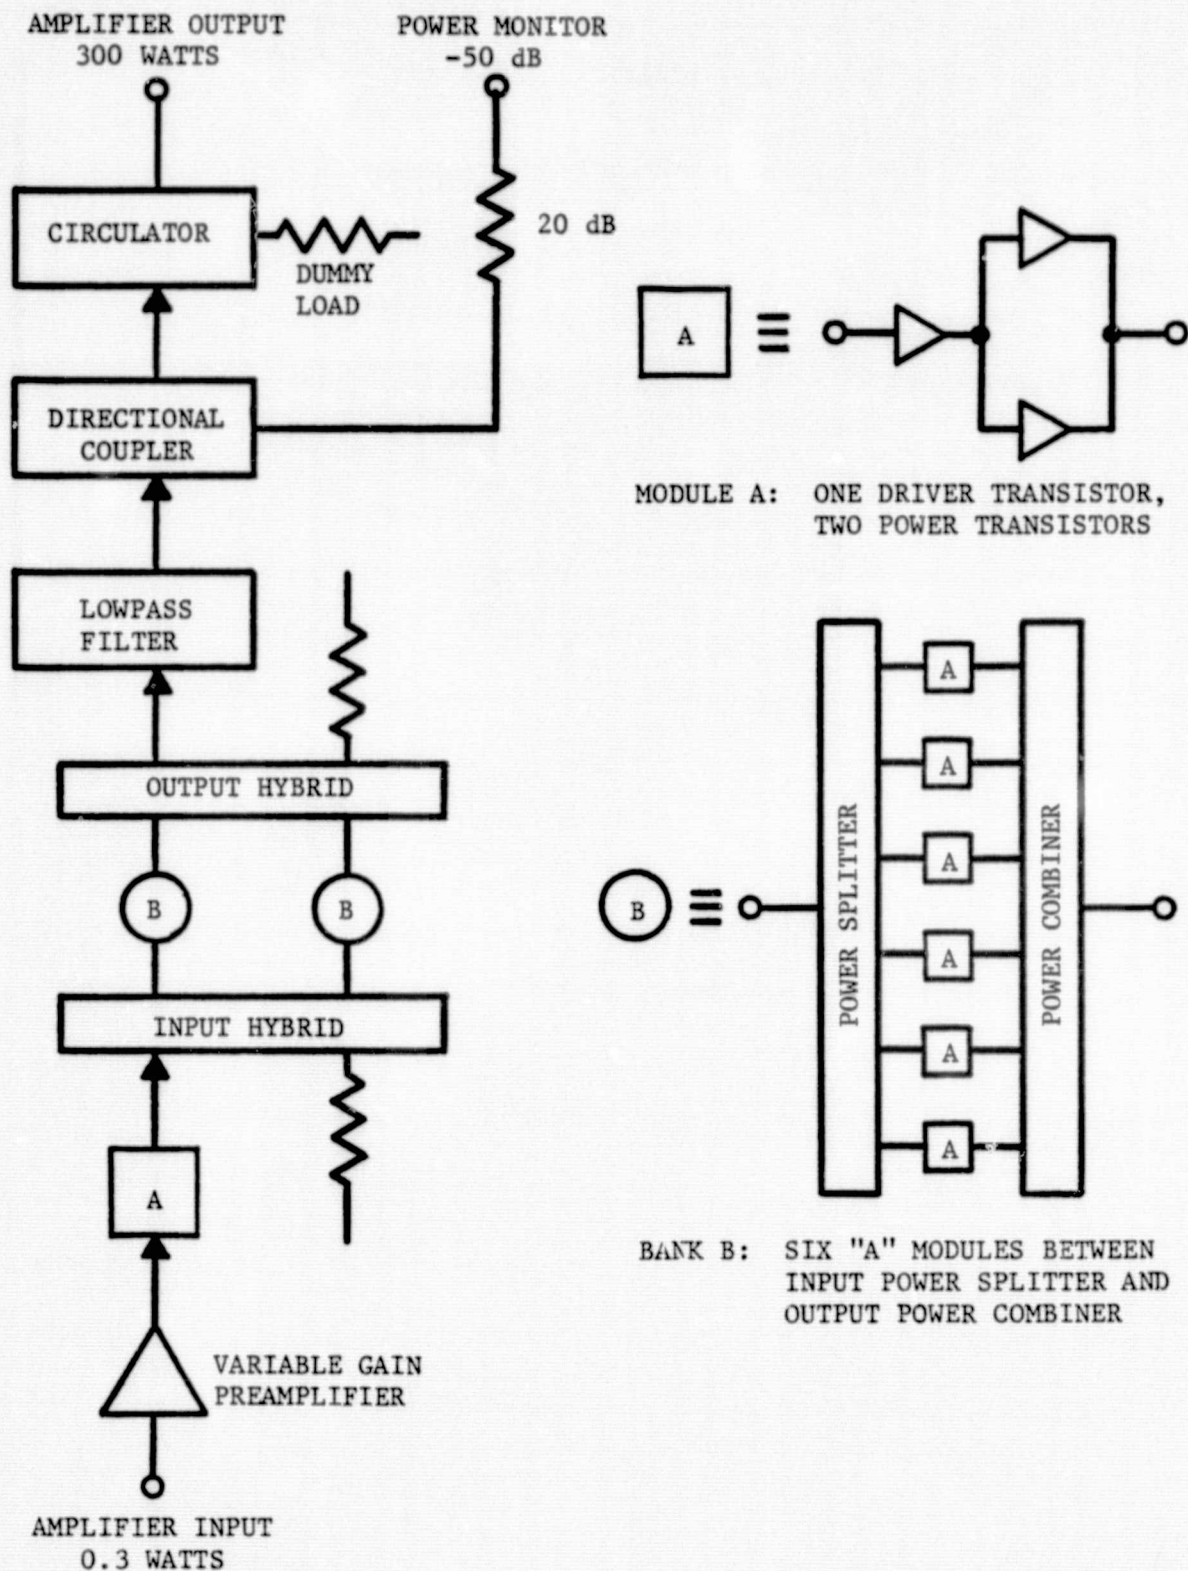 AMPLIFIER OUTPUT
300 WATTS
POWER MONITOR
-50 dB
CIRCULATOR
DUMMY
LOAD
20 dB
DIRECTIONAL
COUPLER
LOWPASS
FILTER
OUTPUT HYBRID
B
B
INPUT HYBRID
A
VARIABLE GAIN
PREAMPLIFIER
AMPLIFIER INPUT
0.3 WATTS
A
MODULE A: ONE DRIVER TRANSISTOR,
TWO POWER TRANSISTORS
B
POWER SPLITTER
A
A
A
A
A
A
POWER COMBINER
BANK B: SIX "A" MODULES BETWEEN
INPUT POWER SPLITTER AND
OUTPUT POWER COMBINER